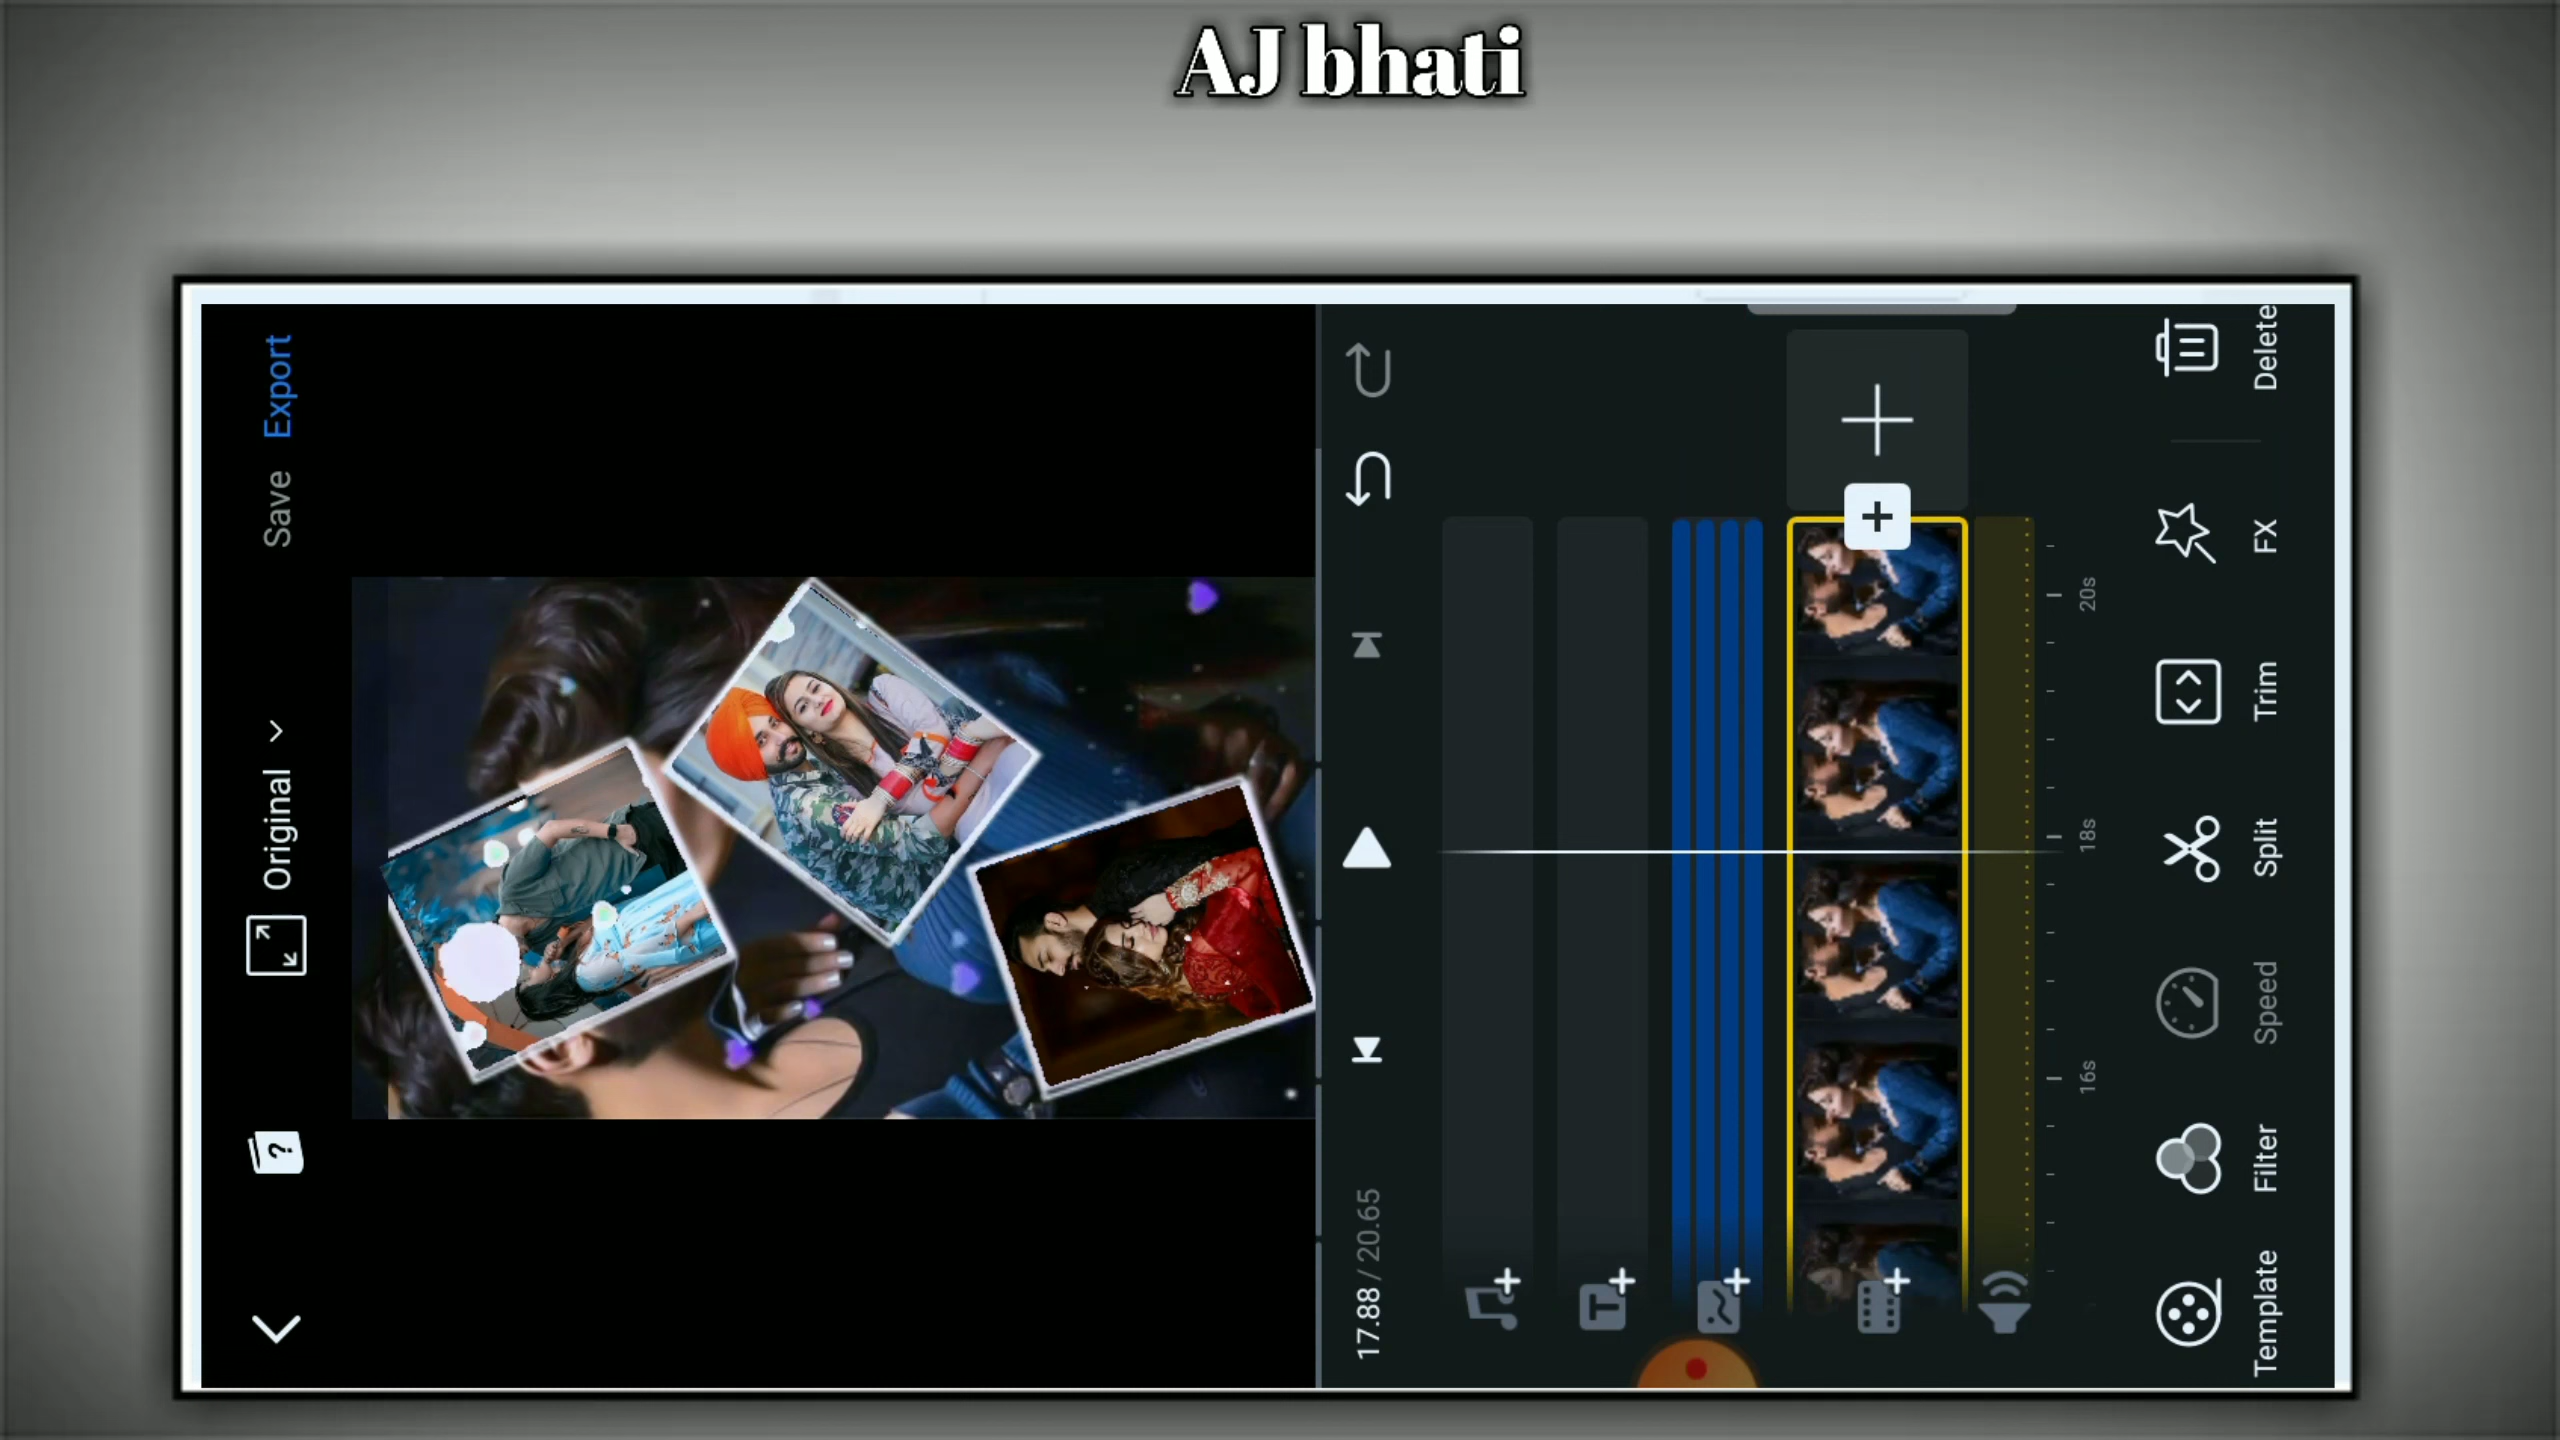 AJ bhati
Original
Save
Export
17.88 / 20.65
16s
18s
20s
Template
Filter
Speed
Split
Trim
FX
Delete